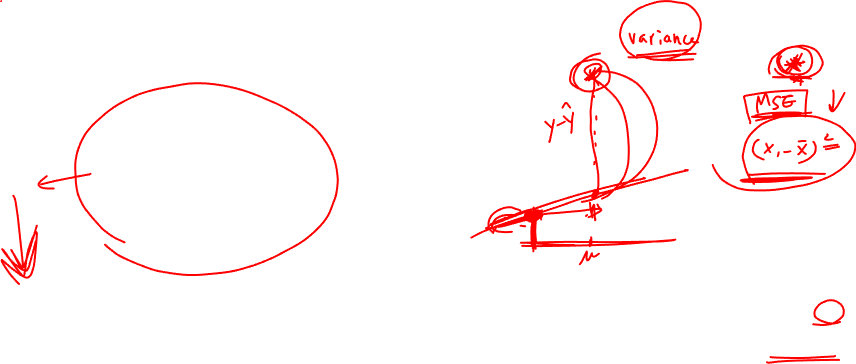 variance
MSE
y-ŷ
(x,-x̄)²
μ